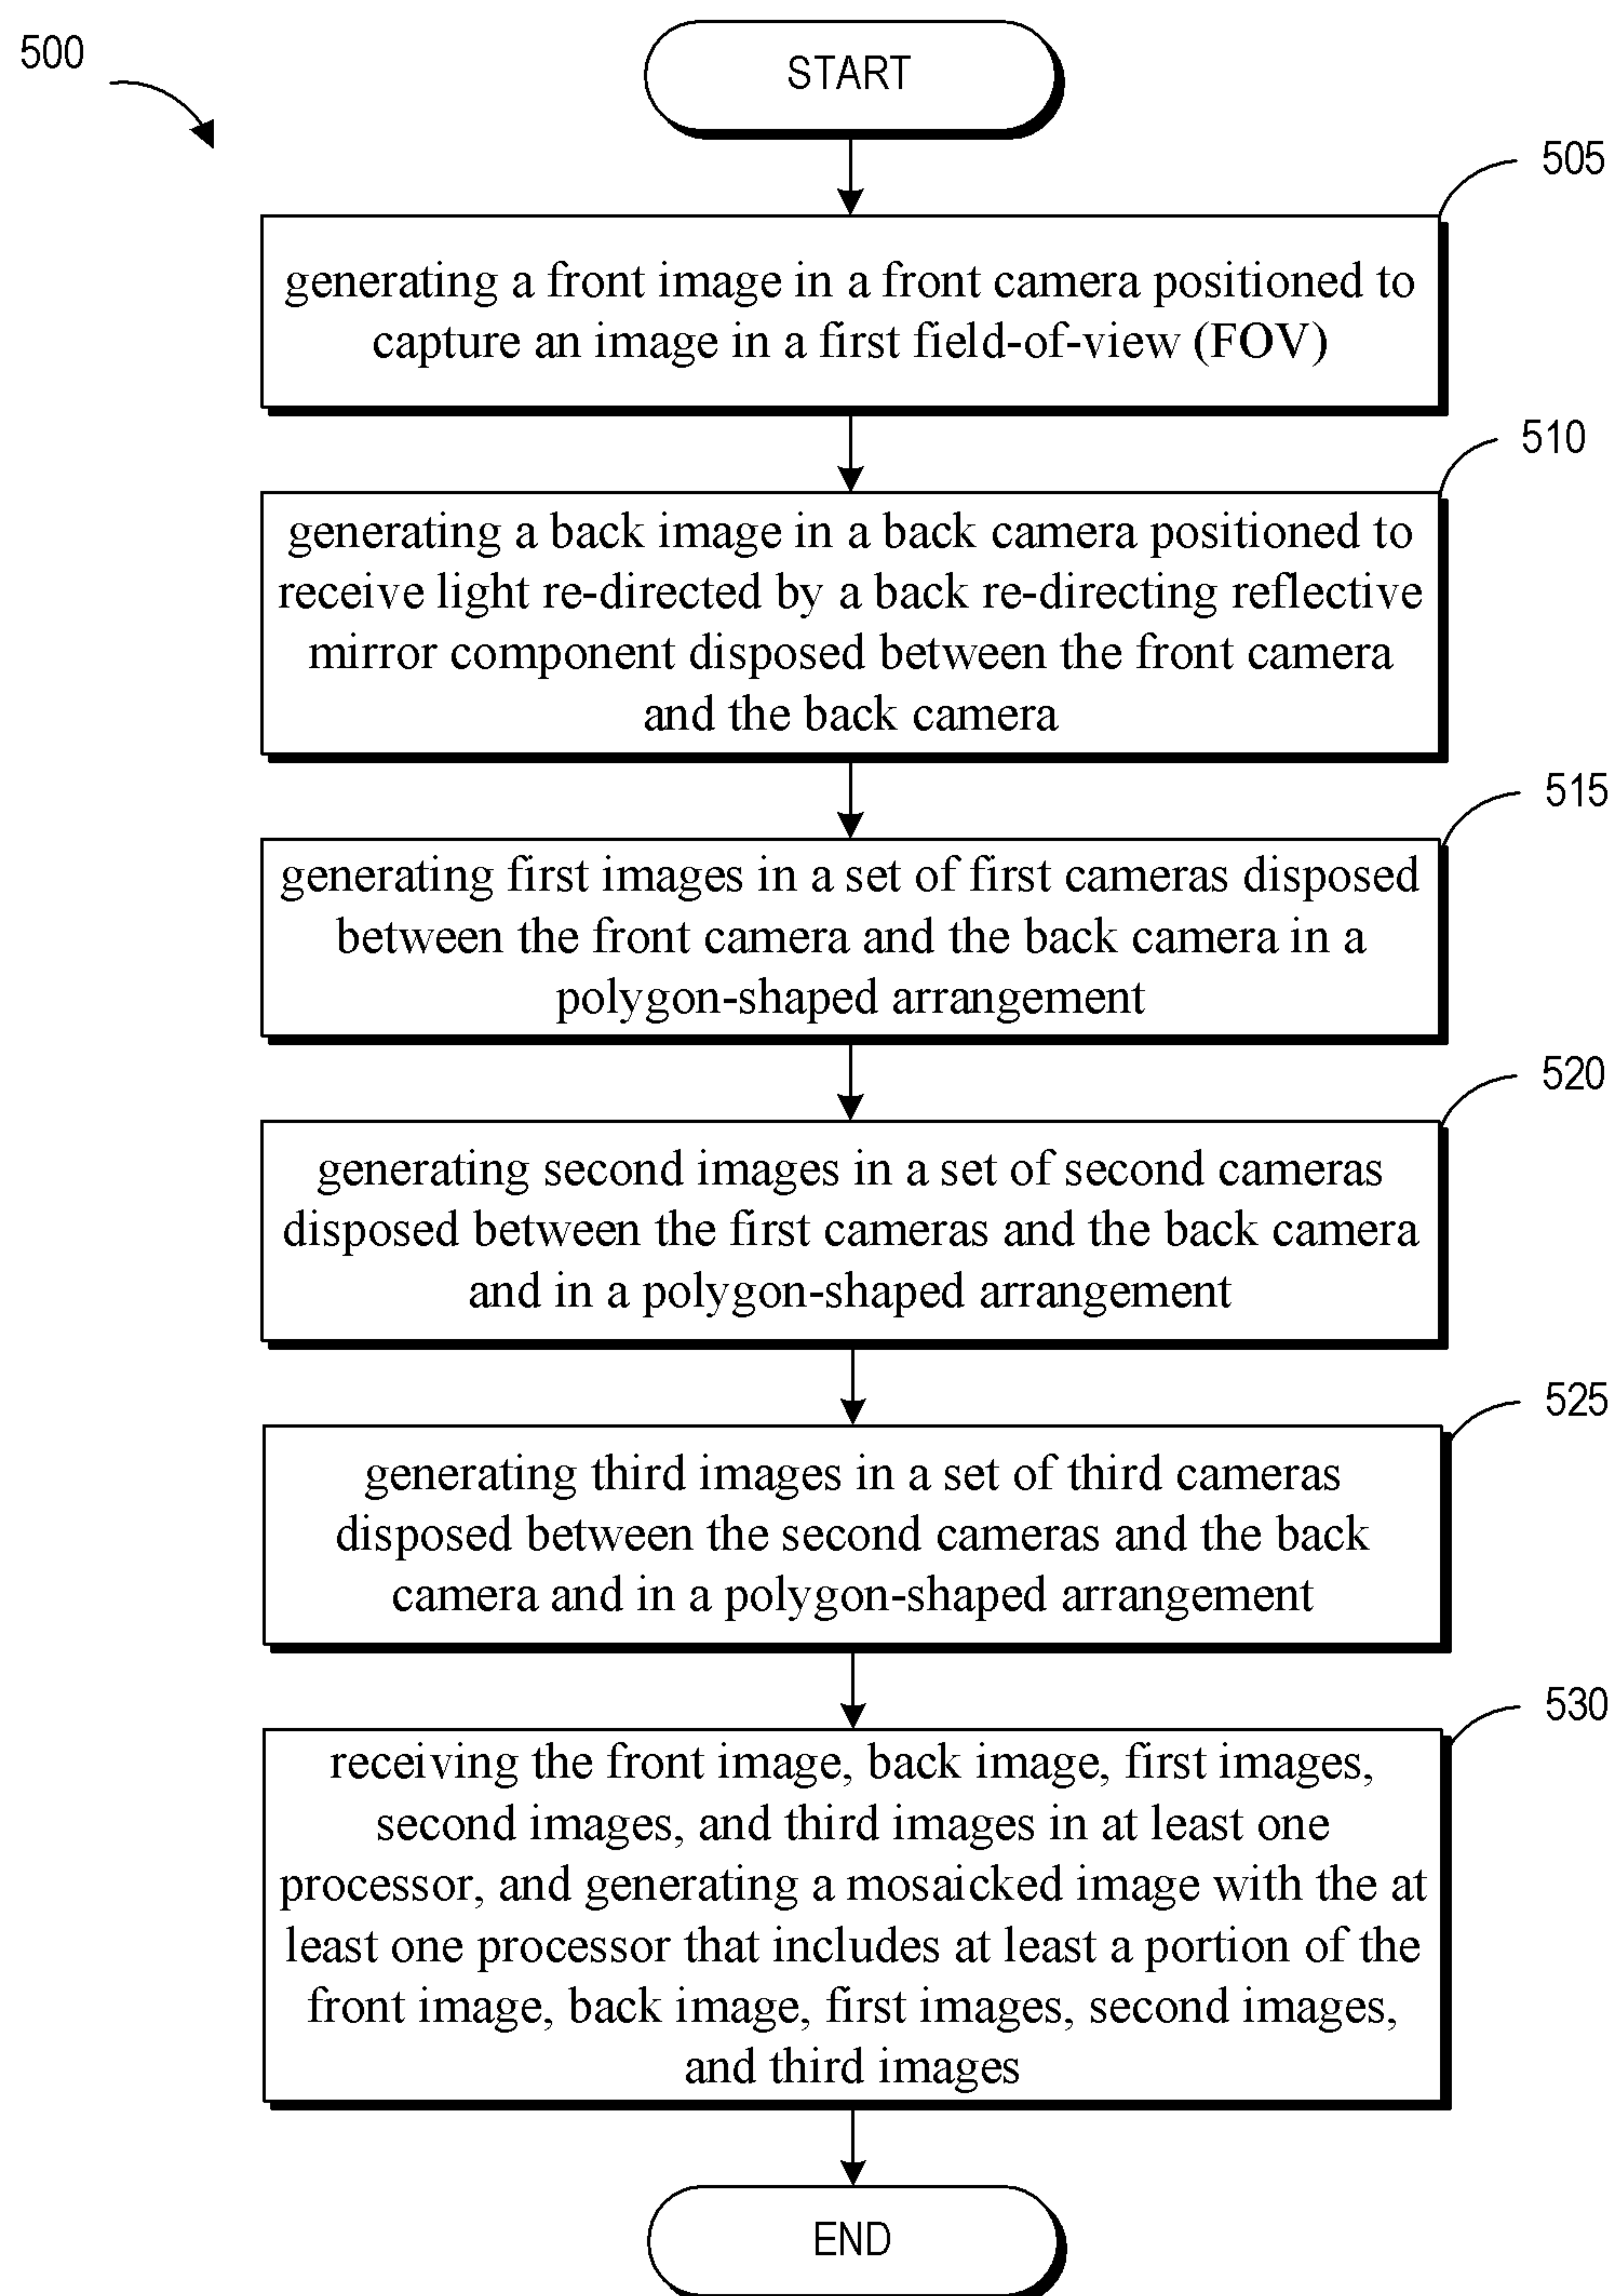 500
START
505
generating a front image in a front camera positioned to
capture an image in a first field-of-view (FOV)
510
generating a back image in a back camera positioned to
receive light re-directed by a back re-directing reflective
mirror component disposed between the front camera
and the back camera
515
generating first images in a set of first cameras disposed
between the front camera and the back camera in a
polygon-shaped arrangement
520
generating second images in a set of second cameras
disposed between the first cameras and the back camera
and in a polygon-shaped arrangement
525
generating third images in a set of third cameras
disposed between the second cameras and the back
camera and in a polygon-shaped arrangement
530
receiving the front image, back image, first images,
second images, and third images in at least one
processor, and generating a mosaicked image with the at
least one processor that includes at least a portion of the
front image, back image, first images, second images,
and third images
END